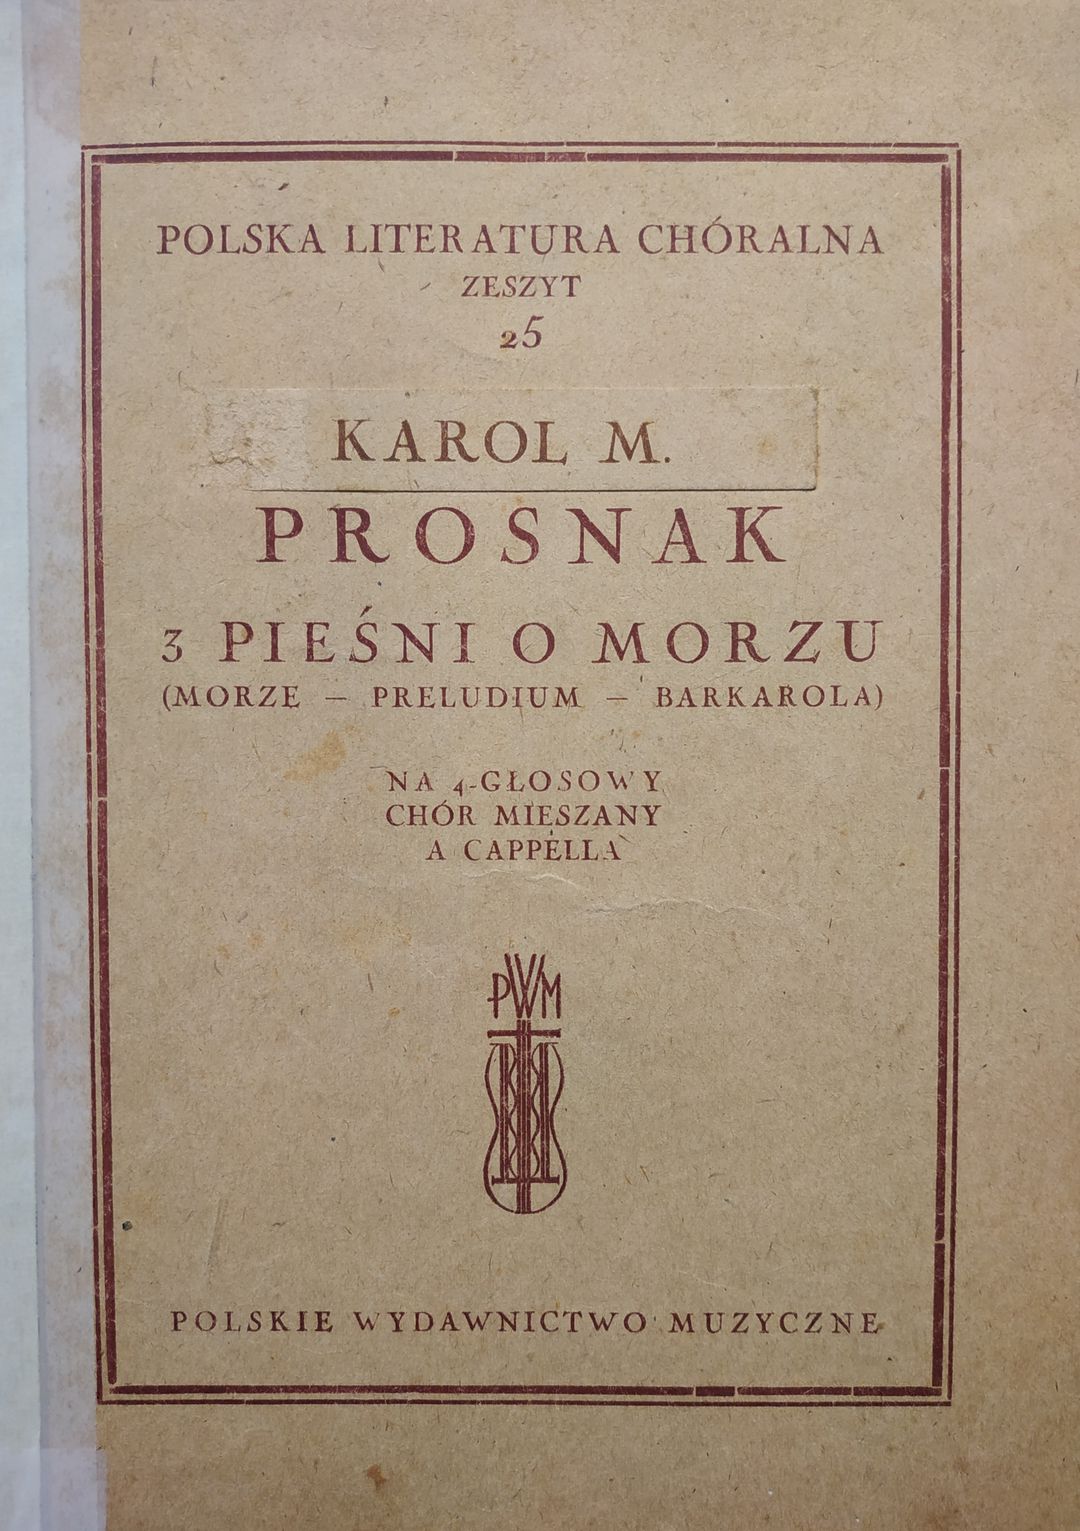 POLSKA LITERATURA CHÓRALNA
ZESZYT
25
KAROL M.
PROSNAK
3 PIEŚNI O MORZU
(MORZE – PRELUDIUM – BARKAROLA)
NA 4-GŁOSOWY
CHÓR MIESZANY
A CAPPELLA
PWM
POLSKIE WYDAWNICTWO MUZYCZNE